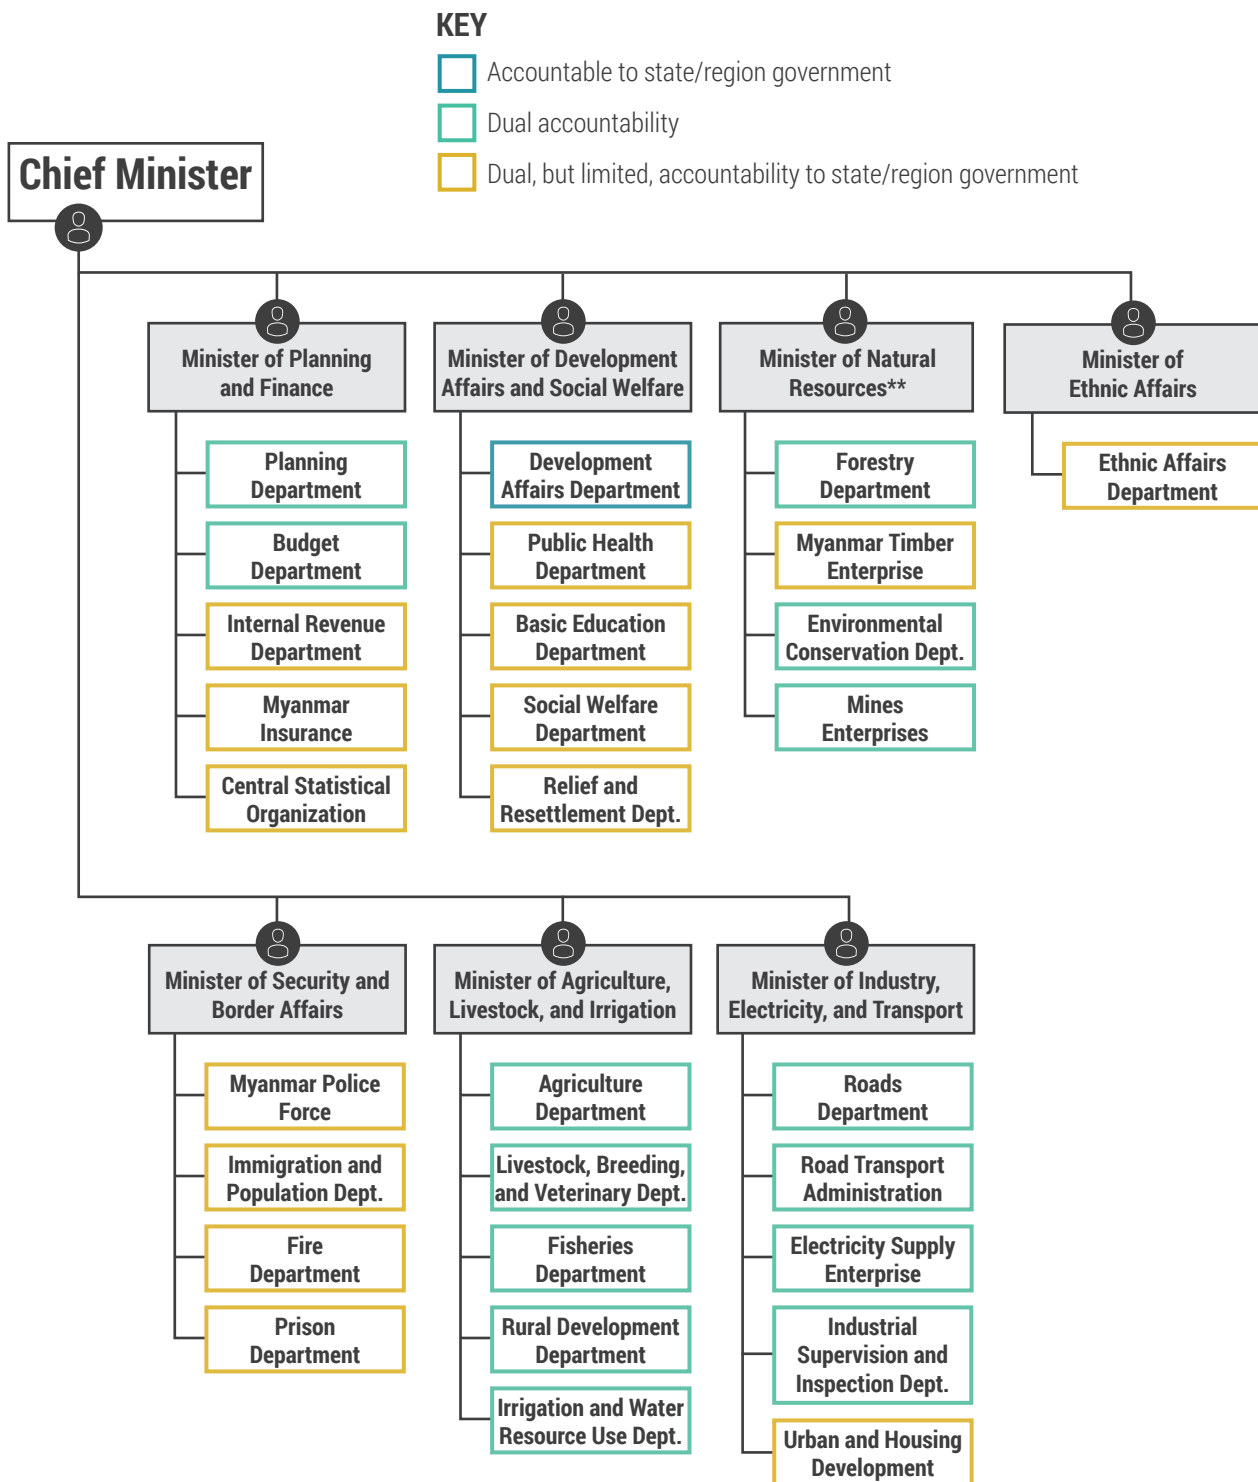 KEY
Accountable to state/region government
Dual accountability
Dual, but limited, accountability to state/region government
Chief Minister
Minister of Planning
and Finance
Planning
Department
Budget
Department
Internal Revenue
Department
Myanmar
Insurance
Central Statistical
Organization
Minister of Development
Affairs and Social Welfare
Development
Affairs Department
Public Health
Department
Basic Education
Department
Social Welfare
Department
Relief and
Resettlement Dept.
Minister of Natural
Resources**
Forestry
Department
Myanmar Timber
Enterprise
Environmental
Conservation Dept.
Mines
Enterprises
Minister of
Ethnic Affairs
Ethnic Affairs
Department
Minister of Security and
Border Affairs
Myanmar Police
Force
Immigration and
Population Dept.
Fire
Department
Prison
Department
Minister of Agriculture,
Livestock, and Irrigation
Agriculture
Department
Livestock, Breeding,
and Veterinary Dept.
Fisheries
Department
Rural Development
Department
Irrigation and Water
Resource Use Dept.
Minister of Industry,
Electricity, and Transport
Roads
Department
Road Transport
Administration
Electricity Supply
Enterprise
Industrial
Supervision and
Inspection Dept.
Urban and Housing
Development